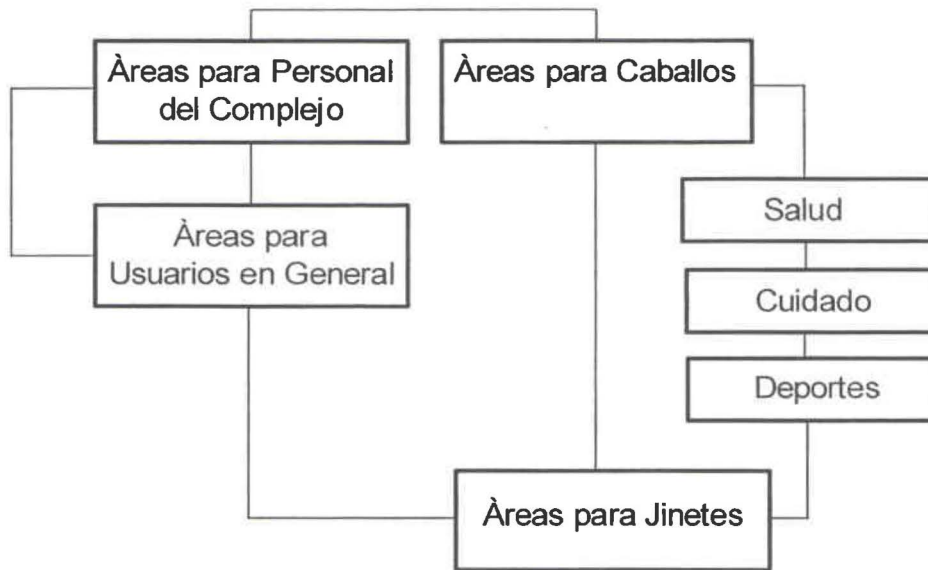 Àreas para Personal
del Complejo
Àreas para Caballos
Salud
Àreas para
Usuarios en General
Cuidado
Deportes
Àreas para Jinetes